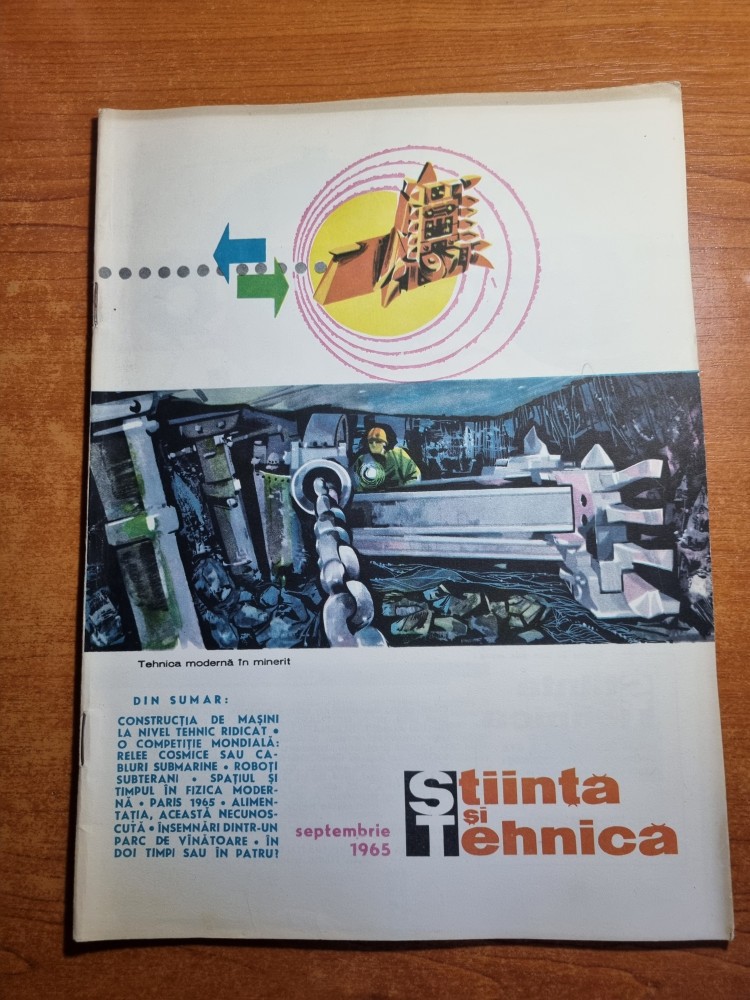 Tehnica modernă în minerit
DIN SUMAR:
CONSTRUCȚIA DE MAȘINI
LA NIVEL TEHNIC RIDICAT •
O COMPETIȚIE MONDIALĂ:
RELEE COSMICE SAU CA-
BLURI SUBMARINE • ROBOȚI
SUBTERANI • SPAȚIUL ȘI
TIMPUL ÎN FIZICA MODER-
NĂ • PARIS 1965 • ALIMEN-
TAȚIA, ACEASTĂ NECUNOS-
CUTĂ • ÎNSEMNĂRI DINTR-UN
PARC DE VÎNĂTOARE • ÎN
DOI TIMPI SAU ÎN PATRU?
septembrie
1965
Știința
și
Tehnică